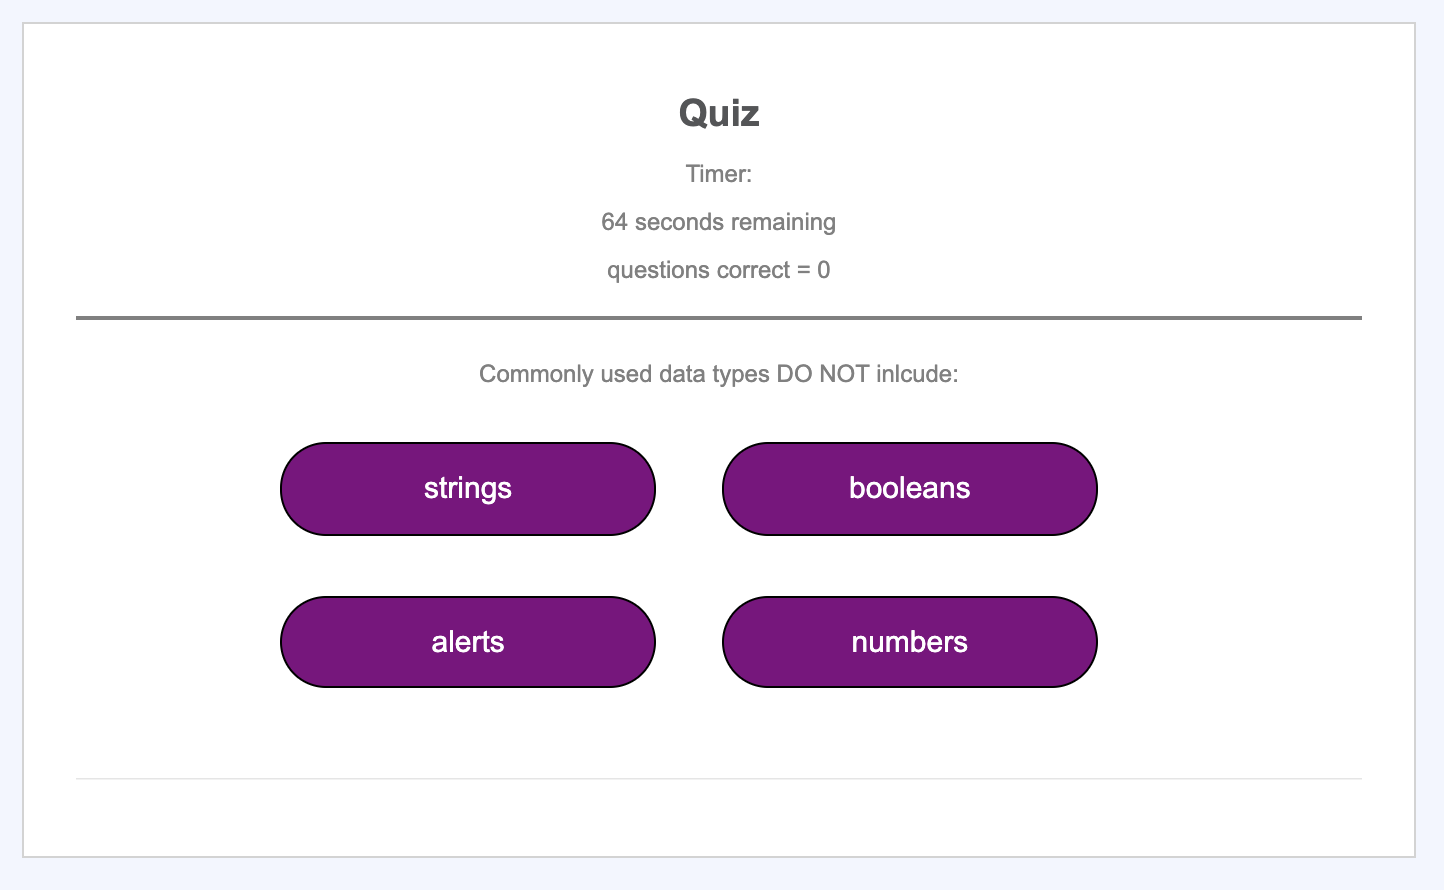 Quiz
Timer:
64 seconds remaining
questions correct = 0
Commonly used data types DO NOT inlcude:
strings
booleans
alerts
numbers